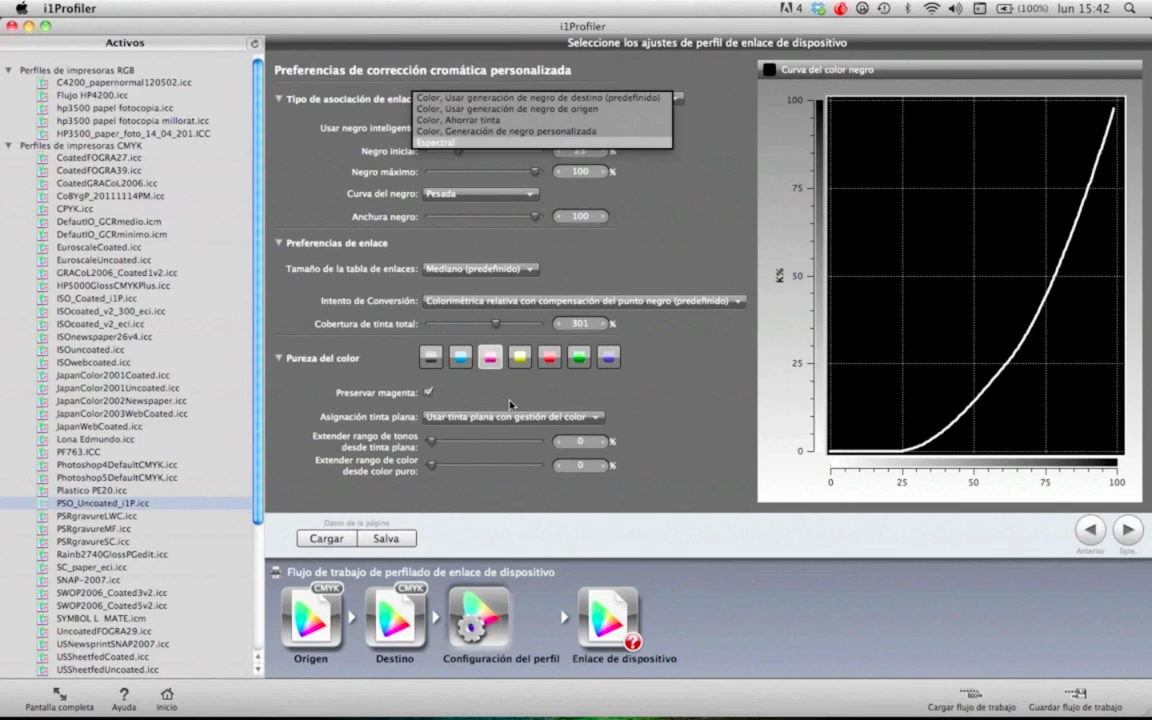 i1Profiler
4
(100%)
lun 15:42
i1Profiler
Activos
Seleccione los ajustes de perfil de enlace de dispositivo
Perfiles de impresoras RGB
C4200_papernormal120502.icc
Flujo HP4200.icc
hp3500 papel fotocopia.icc
hp3500 papel fotocopia millorat.icc
HP3500_paper_foto_14_04_201.ICC
Perfiles de impresoras CMYK
CoatedFOGRA27.icc
CoatedFOGRA39.icc
CoatedGRACoL2006.icc
CoBYgP_20111114PM.icc
CPYK.icc
DefautIO_GCRmedio.icm
DefautIO_GCRminimo.icm
EuroscaleCoated.icc
EuroscaleUncoated.icc
GRACoL2006_Coated1v2.icc
HP5000GlossCMYKPlus.icc
ISO_Coated_i1P.icc
ISOcoated_v2_300_eci.icc
ISOcoated_v2_eci.icc
ISOnewspaper26v4.icc
ISOuncoated.icc
ISOwebcoated.icc
JapanColor2001Coated.icc
JapanColor2001Uncoated.icc
JapanColor2002Newspaper.icc
JapanColor2003WebCoated.icc
JapanWebCoated.icc
Lona Edmundo.icc
PF763.ICC
Photoshop4DefaultCMYK.icc
Photoshop5DefaultCMYK.icc
Plastico PE20.icc
PSO_Uncoated_i1P.icc
PSRgravureLWC.icc
PSRgravureMF.icc
PSRgravureSC.icc
Rainb2740GlossPGedit.icc
SC_paper_eci.icc
SNAP-2007.icc
SWOP2006_Coated3v2.icc
SWOP2006_Coated5v2.icc
SYMBOL L MATE.icm
UncoatedFOGRA29.icc
USNewsprintSNAP2007.icc
USSheetfedCoated.icc
USSheetfedUncoated.icc
Preferencias de corrección cromática personalizada
Tipo de asociación de enlac
Color, Usar generación de negro de destino (predefinido)
Color, Usar generación de negro de origen
Color, Ahorrar tinta
Color, Generación de negro personalizada
Espectral
Usar negro inteligent
Negro inicial: 25 %
Negro máximo: 100 %
Curva del negro: Pesada
Anchura negro: 100
Preferencias de enlace
Tamaño de la tabla de enlaces: Mediano (predefinido)
Intento de Conversión: Colorimétrica relativa con compensación del punto negro (predefinido)
Cobertura de tinta total: 301 %
Pureza del color
Preservar magenta:
Asignación tinta plana: Usar tinta plana con gestión del color
Extender rango de tonos
desde tinta plana: 0 %
Extender rango de color
desde color puro: 0 %
Curva del color negro
100
75
50
25
0
K%
0 25 50 75 100
Datos de la página
Cargar
Salva
Anterior
Sgte.
Flujo de trabajo de perfilado de enlace de dispositivo
CMYK
CMYK
Origen
Destino
Configuración del perfil
Enlace de dispositivo
Pantalla completa
Ayuda
Inicio
Cargar flujo de trabajo
Guardar flujo de trabajo